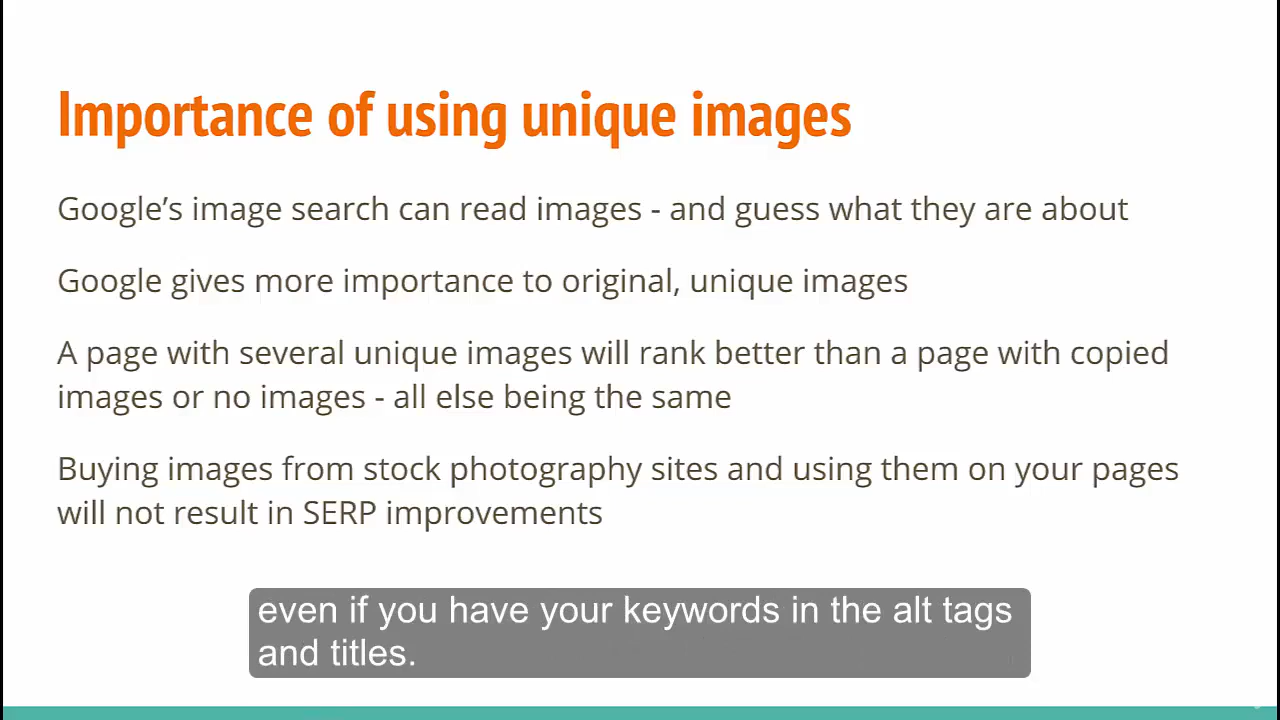 Importance of using unique images
Google’s image search can read images - and guess what they are about
Google gives more importance to original, unique images
A page with several unique images will rank better than a page with copied
images or no images - all else being the same
Buying images from stock photography sites and using them on your pages
will not result in SERP improvements
even if you have your keywords in the alt tags
and titles.